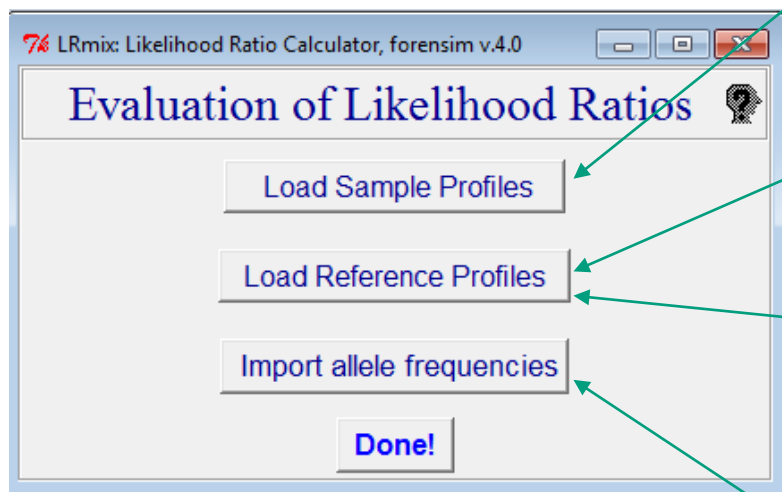 LRmix: Likelihood Ratio Calculator, forensim v.4.0
Evaluation of Likelihood Ratios
Load Sample Profiles
Load Reference Profiles
Import allele frequencies
Done!